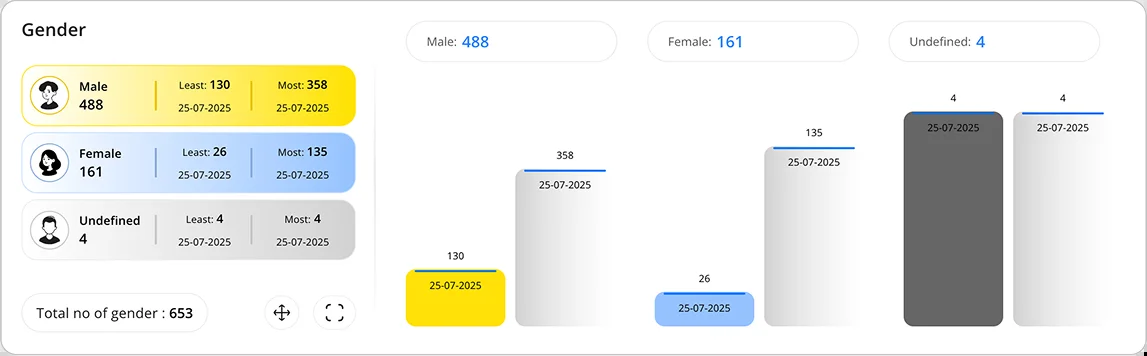 Gender
Male
488
Least: 130
25-07-2025
Most: 358
25-07-2025
Female
161
Least: 26
25-07-2025
Most: 135
25-07-2025
Undefined
4
Least: 4
25-07-2025
Most: 4
25-07-2025
Total no of gender : 653
Male: 488
130
25-07-2025
358
25-07-2025
Female: 161
26
25-07-2025
135
25-07-2025
Undefined: 4
4
25-07-2025
4
25-07-2025